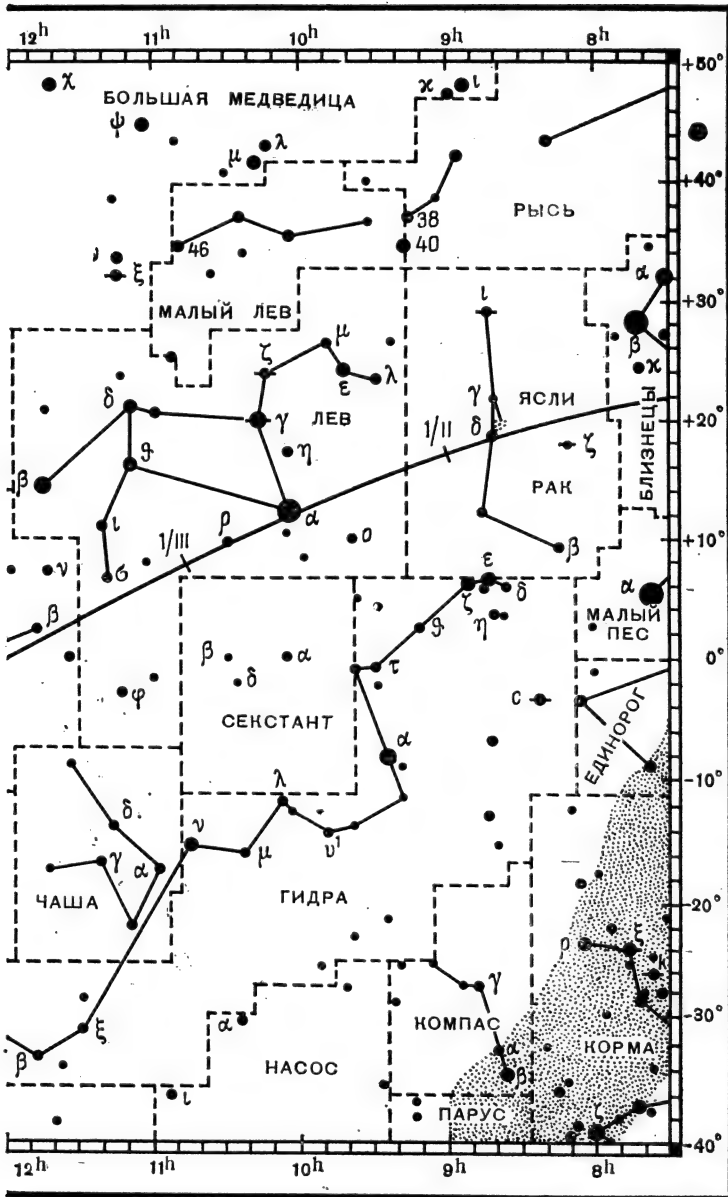 12ʰ 11ʰ 10ʰ 9ʰ 8ʰ
+50°
χ
ϰ ι
БОЛЬШАЯ МЕДВЕДИЦА
ψ
λ
μ
+40°
РЫСЬ
38
46
40
ν
ξ
α
+30°
МАЛЫЙ ЛЕВ
ι
μ
β
ζ
ε λ
ϰ
δ
ЛЕВ
γ
ЯСЛИ
γ
1/II
δ
+20°
η
ζ
БЛИЗНЕЦЫ
ϑ
β
РАК
α
ι
ρ
ο
1/III
β
+10°
σ
ν
ε
ζ
δ
α
η
МАЛЫЙ
ПЕС
β
ϑ
β
α
τ
0°
δ
φ
с
СЕКСТАНТ
ЕДИНОРОГ
α
-10°
λ
δ
ν
υ¹
μ
γ
α
ЧАША
ГИДРА
-20°
ο
ξ
k
γ
α
ξ
КОМПАС
-30°
α
КОРМА
β
НАСОС
β
ι
ПАРУС
ζ
-40°
12ʰ 11ʰ 10ʰ 9ʰ 8ʰ